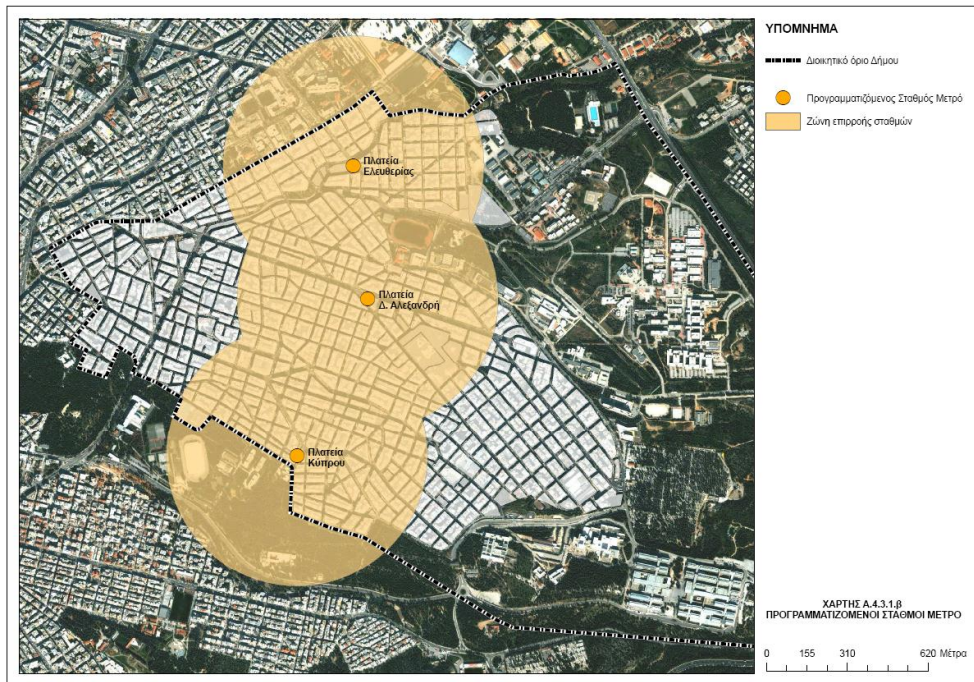 ΥΠΟΜΝΗΜΑ
Διοικητικό όριο Δήμου
Προγραμματιζόμενος Σταθμός Μετρό
Ζώνη επιρροής σταθμών
Πλατεία
Ελευθερίας
Πλατεία
Δ. Αλεξανδρή
Πλατεία
Κύπρου
ΧΑΡΤΗΣ Α.4.3.1.β
ΠΡΟΓΡΑΜΜΑΤΙΖΟΜΕΝΟΙ ΣΤΑΘΜΟΙ ΜΕΤΡΟ
0 155 310 620 Μέτρα